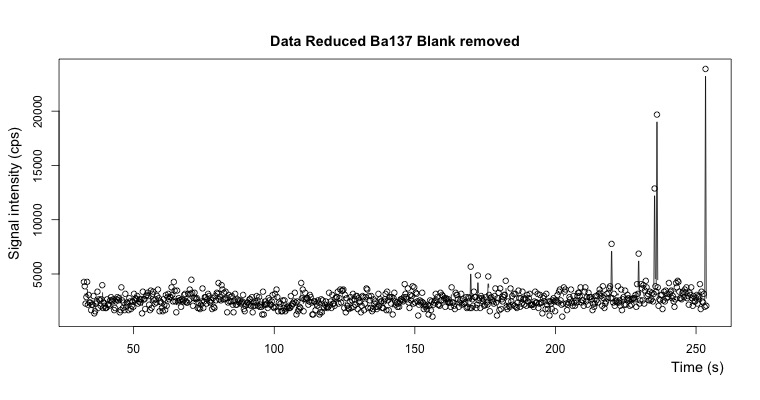 Data Reduced Ba137 Blank removed
Signal intensity (cps)
20000
15000
10000
5000
50 100 150 200 250
Time (s)